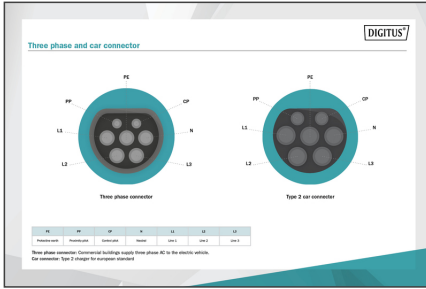 DIGITUS®
Three phase and car connector
PE
PP
CP
L1
N
L2
L3
Three phase connector
PE
PP
CP
L1
N
L2
L3
Type 2 car connector
PE PP CP N L1 L2 L3
Protective earth Proximity pilot Control pilot Neutral Line 1 Line 2 Line 3
Three phase connector: Commercial buildings supply three phase AC to the electric vehicle.
Car connector: Type 2 charger for european standard